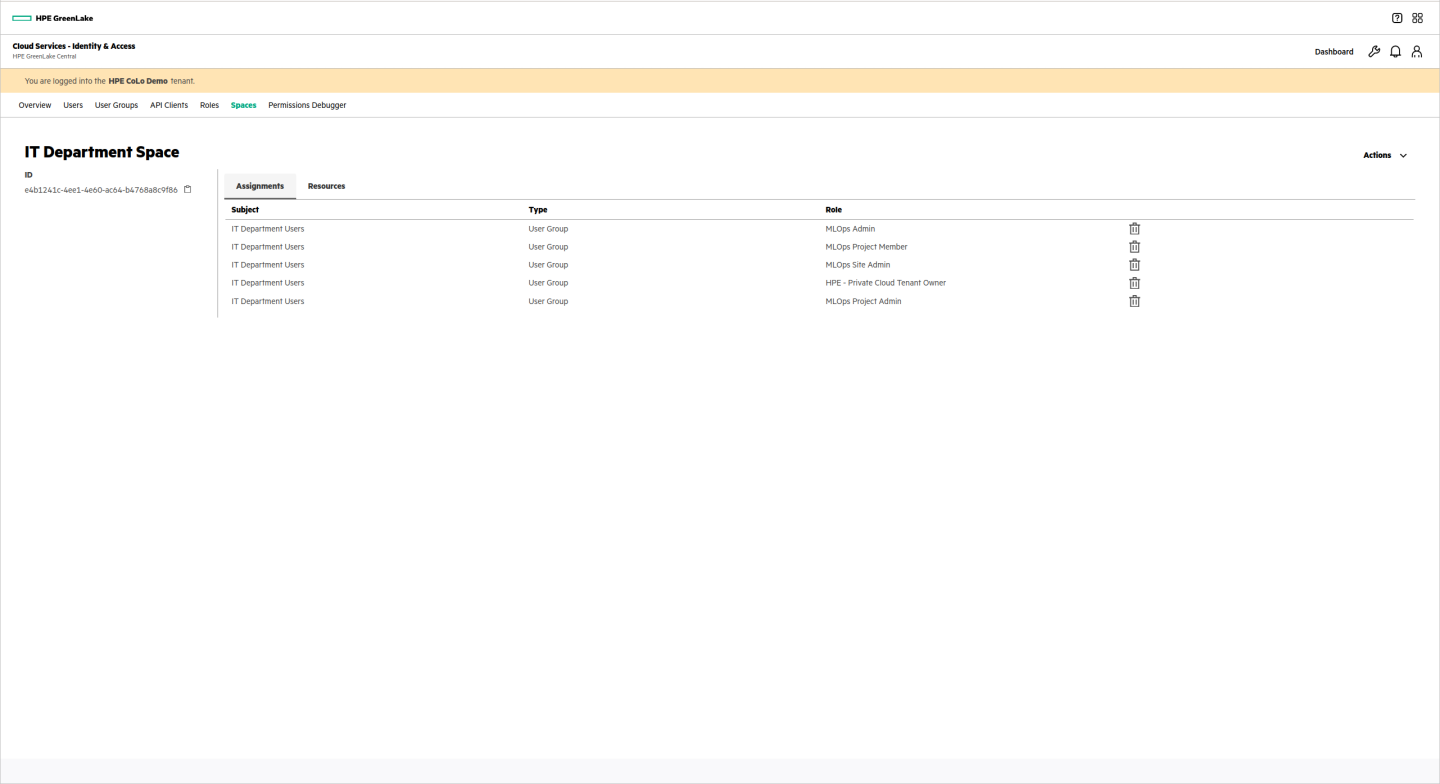 HPE GreenLake
Cloud Services - Identity & Access
HPE GreenLake Central
Dashboard
You are logged into the HPE CoLo Demo tenant.
Overview Users User Groups API Clients Roles Spaces Permissions Debugger
IT Department Space
Actions
ID
e4b1241c-4ee1-4e60-ac64-b4768a8c9f86
Assignments Resources
Subject Type Role
IT Department Users User Group MLOps Admin
IT Department Users User Group MLOps Project Member
IT Department Users User Group MLOps Site Admin
IT Department Users User Group HPE - Private Cloud Tenant Owner
IT Department Users User Group MLOps Project Admin